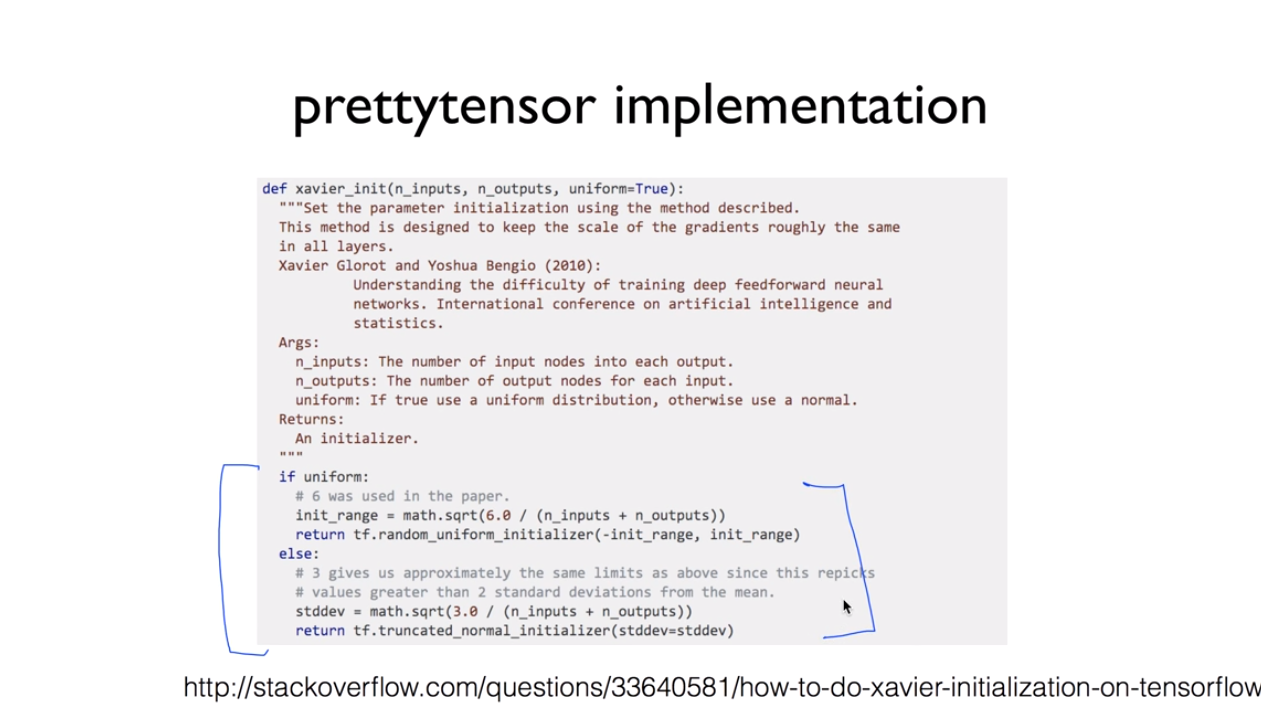 prettytensor implementation
def xavier_init(n_inputs, n_outputs, uniform=True):
"""Set the parameter initialization using the method described.
This method is designed to keep the scale of the gradients roughly the same
in all layers.
Xavier Glorot and Yoshua Bengio (2010):
Understanding the difficulty of training deep feedforward neural
networks. International conference on artificial intelligence and
statistics.
Args:
n_inputs: The number of input nodes into each output.
n_outputs: The number of output nodes for each input.
uniform: If true use a uniform distribution, otherwise use a normal.
Returns:
An initializer.
"""
if uniform:
# 6 was used in the paper.
init_range = math.sqrt(6.0 / (n_inputs + n_outputs))
return tf.random_uniform_initializer(-init_range, init_range)
else:
# 3 gives us approximately the same limits as above since this repicks
# values greater than 2 standard deviations from the mean.
stddev = math.sqrt(3.0 / (n_inputs + n_outputs))
return tf.truncated_normal_initializer(stddev=stddev)
http://stackoverflow.com/questions/33640581/how-to-do-xavier-initialization-on-tensorflow